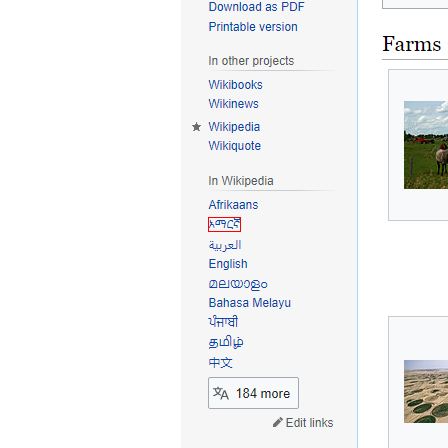 Download as PDF
Printable version
Farms
In other projects
Wikibooks
Wikinews
Wikipedia
Wikiquote
In Wikipedia
Afrikaans
አማርኛ
العربية
English
മലയാളം
Bahasa Melayu
ਪੰਜਾਬੀ
தமிழ்
中文
184 more
Edit links